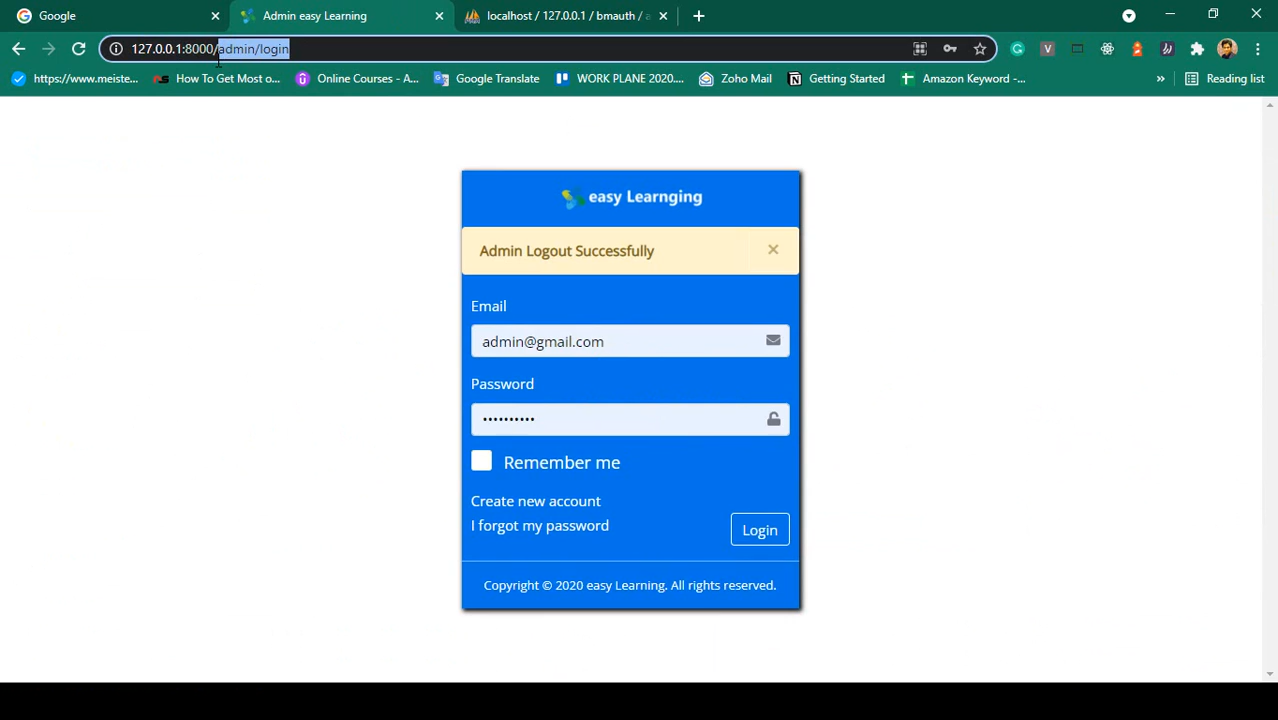 Google
Admin easy Learning
localhost / 127.0.0.1 / bmauth / a
127.0.0.1:8000/admin/login
https://www.meiste...
How To Get Most o...
Online Courses - A...
Google Translate
WORK PLANE 2020....
Zoho Mail
Getting Started
Amazon Keyword -...
»
Reading list
easy Learnging
Admin Logout Successfully
Email
admin@gmail.com
Password
Remember me
Create new account
I forgot my password
Login
Copyright © 2020 easy Learning. All rights reserved.